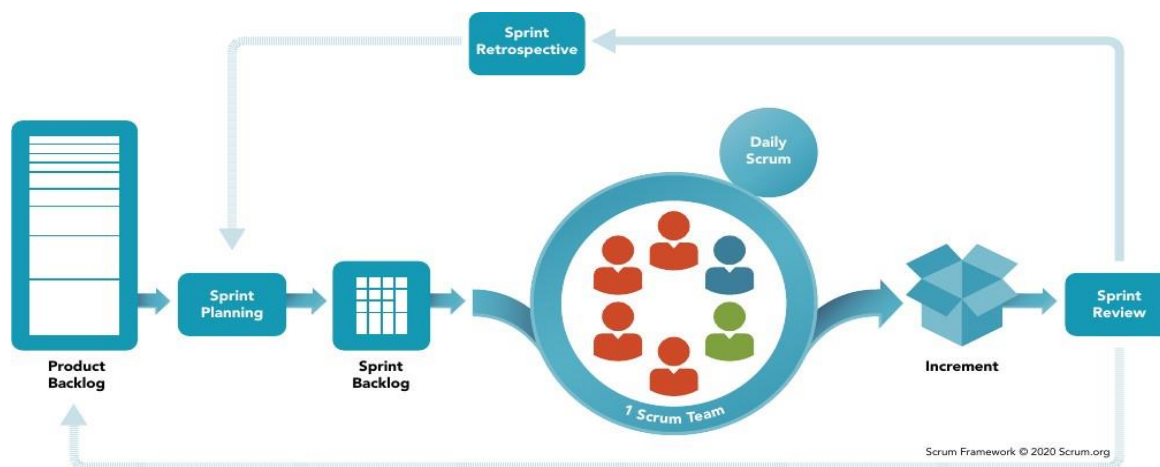 Sprint
Retrospective
Daily
Scrum
Sprint
Planning
Sprint
Review
Product
Backlog
Sprint
Backlog
Increment
1 Scrum Team
Scrum Framework © 2020 Scrum.org